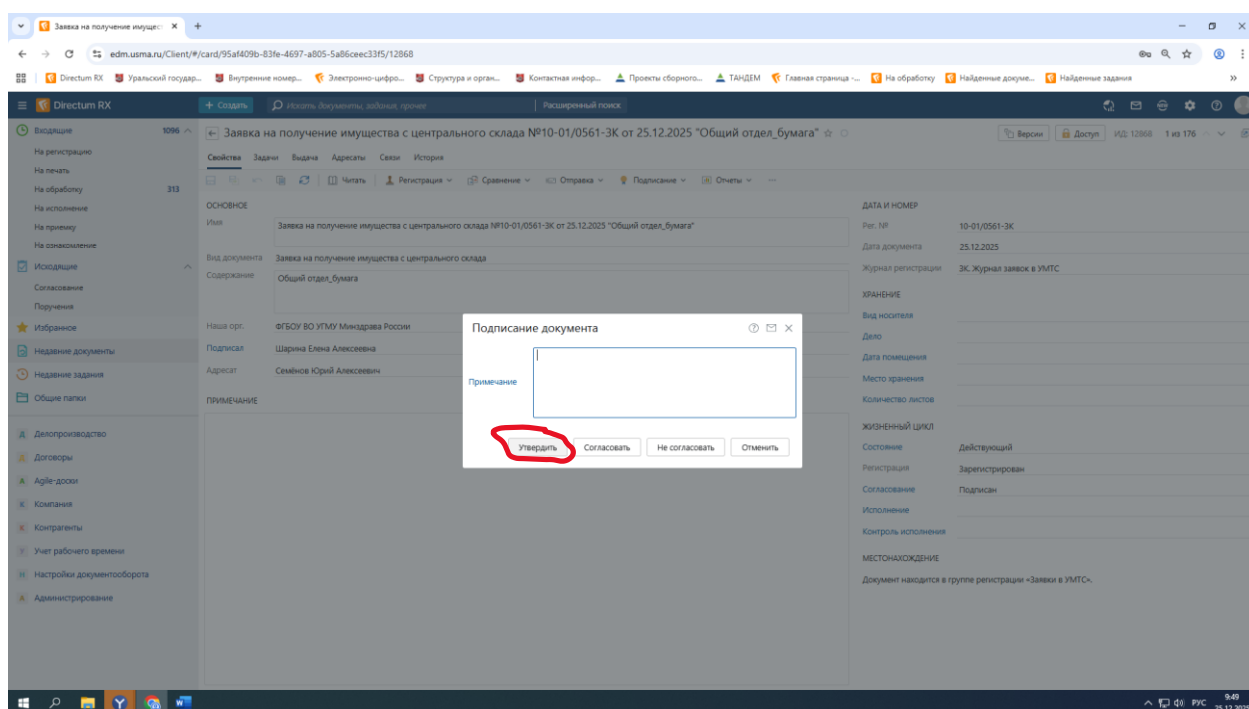 Заявка на получение имущес
edm.usma.ru/Client/#/card/95af409b-83fe-4697-a805-5a86ceec33f5/12868
Directum RX Уральский государ... Внутренние номер... Электронно-цифро... Структура и орган... Контактная инфор... Проекты сборного... ТАНДЕМ Главная страница -... На обработку Найденные докуме... Найденные задания
Directum RX + Создать Искать документы, задания, прочее Расширенный поиск
Входящие 1096
На регистрацию
На печать
На обработку 313
На исполнение
На приемку
На ознакомление
Исходящие
Согласование
Поручения
Избранное
Недавние документы
Недавние задания
Общие папки
Д Делопроизводство
Договоры
А Agile-доски
К Компания
К Контрагенты
У Учет рабочего времени
Н Настройки документооборота
А Администрирование
Заявка на получение имущества с центрального склада №10-01/0561-ЗК от 25.12.2025 "Общий отдел_бумага"
Версии Доступ ИД: 12868 1 из 176
Свойства Задачи Выдача Адресаты Связи История
Читать Регистрация Сравнение Отправка Подписание Отчеты ...
ОСНОВНОЕ
Имя Заявка на получение имущества с центрального склада №10-01/0561-ЗК от 25.12.2025 "Общий отдел_бумага"
Вид документа Заявка на получение имущества с центрального склада
Содержание Общий отдел_бумага
Наша орг. ФГБОУ ВО УГМУ Минздрава России
Подписал Шарина Елена Алексеевна
Адресат Семёнов Юрий Алексеевич
ПРИМЕЧАНИЕ
Подписание документа
Примечание
Утвердить Согласовать Не согласовать Отменить
ДАТА И НОМЕР
Рег. № 10-01/0561-ЗК
Дата документа 25.12.2025
Журнал регистрации ЗК. Журнал заявок в УМТС
ХРАНЕНИЕ
Вид носителя
Дело
Дата помещения
Место хранения
Количество листов
ЖИЗНЕННЫЙ ЦИКЛ
Состояние Действующий
Регистрация Зарегистрирован
Согласование Подписан
Исполнение
Контроль исполнения
МЕСТОНАХОЖДЕНИЕ
Документ находится в группе регистрации «Заявки в УМТС».
РУС 9:49
25.12.2025